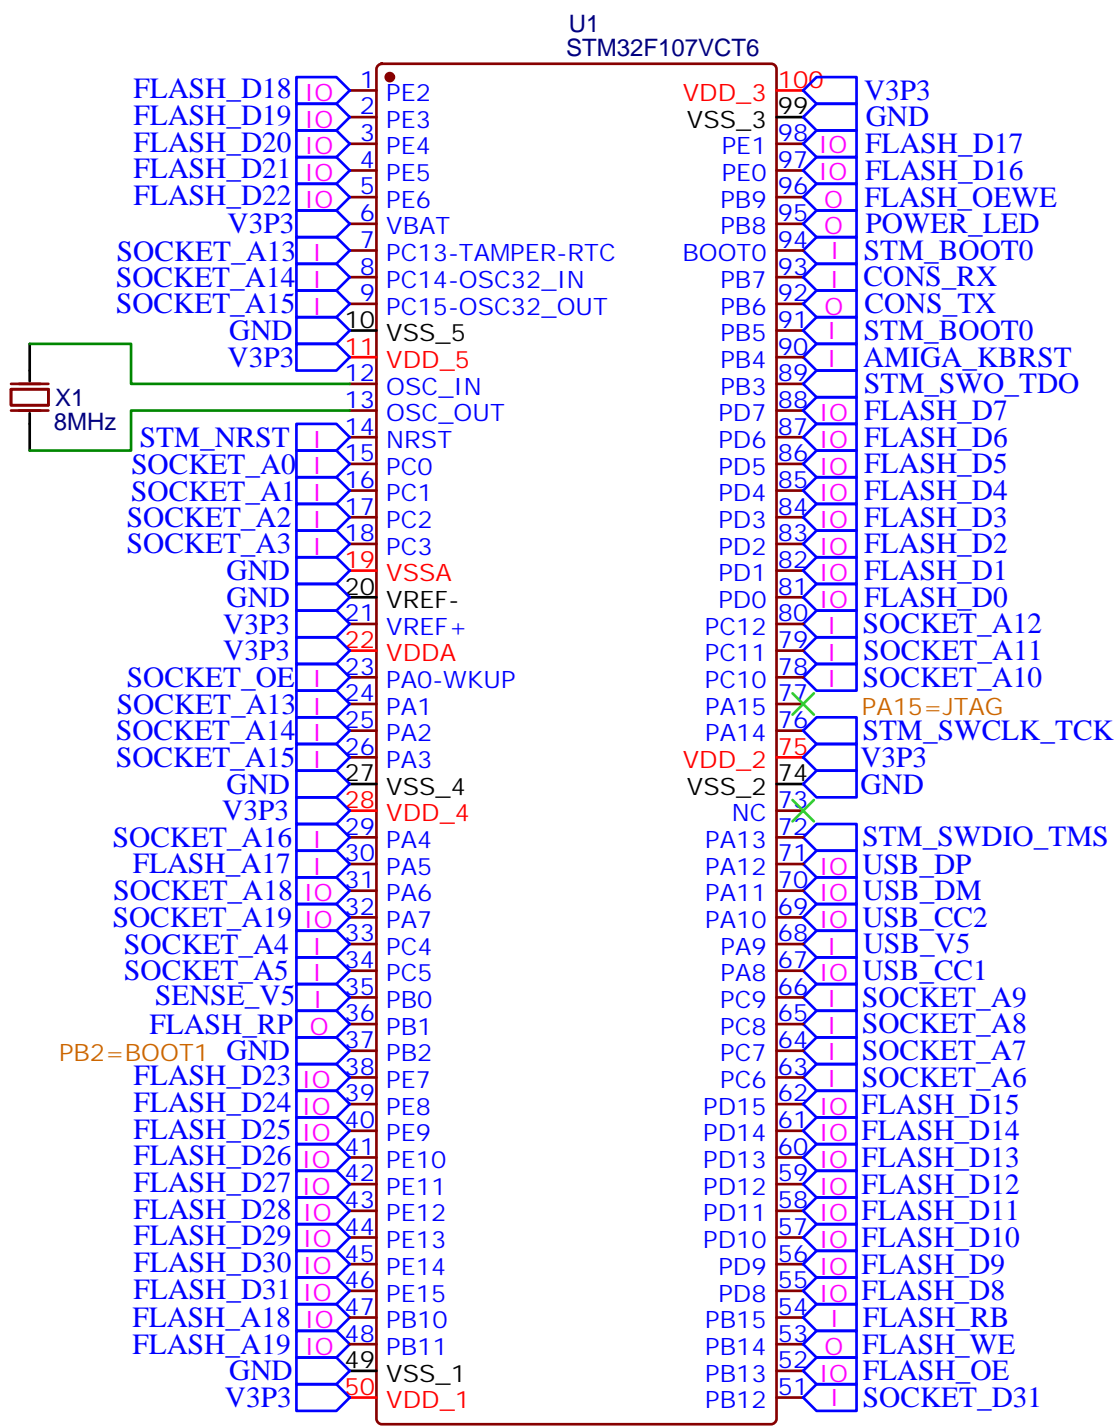 U1
STM32F107VCT6
FLASH_D18 IO 1 PE2 VDD_3 100 V3P3
FLASH_D19 IO 2 PE3 VSS_3 99 GND
FLASH_D20 IO 3 PE4 PE1 98 IO FLASH_D17
FLASH_D21 IO 4 PE5 PE0 97 IO FLASH_D16
FLASH_D22 IO 5 PE6 PB9 96 O FLASH_OEWE
V3P3 6 VBAT PB8 95 O POWER_LED
SOCKET_A13 I 7 PC13-TAMPER-RTC BOOT0 94 I STM_BOOT0
SOCKET_A14 I 8 PC14-OSC32_IN PB7 93 I CONS_RX
SOCKET_A15 I 9 PC15-OSC32_OUT PB6 92 O CONS_TX
GND 10 VSS_5 PB5 91 I STM_BOOT0
V3P3 11 VDD_5 PB4 90 I AMIGA_KBRST
12 OSC_IN PB3 89 STM_SWO_TDO
X1 13 OSC_OUT PD7 88 IO FLASH_D7
8MHz
STM_NRST I 14 NRST PD6 87 IO FLASH_D6
SOCKET_A0 I 15 PC0 PD5 86 IO FLASH_D5
SOCKET_A1 I 16 PC1 PD4 85 IO FLASH_D4
SOCKET_A2 I 17 PC2 PD3 84 IO FLASH_D3
SOCKET_A3 I 18 PC3 PD2 83 IO FLASH_D2
GND 19 VSSA PD1 82 IO FLASH_D1
GND 20 VREF- PD0 81 IO FLASH_D0
V3P3 21 VREF+ PC12 80 I SOCKET_A12
V3P3 22 VDDA PC11 79 I SOCKET_A11
SOCKET_OE I 23 PA0-WKUP PC10 78 I SOCKET_A10
SOCKET_A13 I 24 PA1 PA15 77 PA15=JTAG
SOCKET_A14 I 25 PA2 PA14 76 STM_SWCLK_TCK
SOCKET_A15 I 26 PA3 VDD_2 75 V3P3
GND 27 VSS_4 VSS_2 74 GND
V3P3 28 VDD_4 NC 73
SOCKET_A16 I 29 PA4 PA13 72 STM_SWDIO_TMS
FLASH_A17 I 30 PA5 PA12 71 IO USB_DP
SOCKET_A18 IO 31 PA6 PA11 70 IO USB_DM
SOCKET_A19 IO 32 PA7 PA10 69 IO USB_CC2
SOCKET_A4 I 33 PC4 PA9 68 I USB_V5
SOCKET_A5 I 34 PC5 PA8 67 IO USB_CC1
SENSE_V5 I 35 PB0 PC9 66 I SOCKET_A9
FLASH_RP O 36 PB1 PC8 65 I SOCKET_A8
PB2=BOOT1 GND 37 PB2 PC7 64 I SOCKET_A7
FLASH_D23 IO 38 PE7 PC6 63 I SOCKET_A6
FLASH_D24 IO 39 PE8 PD15 62 IO FLASH_D15
FLASH_D25 IO 40 PE9 PD14 61 IO FLASH_D14
FLASH_D26 IO 41 PE10 PD13 60 IO FLASH_D13
FLASH_D27 IO 42 PE11 PD12 59 IO FLASH_D12
FLASH_D28 IO 43 PE12 PD11 58 IO FLASH_D11
FLASH_D29 IO 44 PE13 PD10 57 IO FLASH_D10
FLASH_D30 IO 45 PE14 PD9 56 IO FLASH_D9
FLASH_D31 IO 46 PE15 PD8 55 IO FLASH_D8
FLASH_A18 IO 47 PB10 PB15 54 I FLASH_RB
FLASH_A19 IO 48 PB11 PB14 53 O FLASH_WE
GND 49 VSS_1 PB13 52 IO FLASH_OE
V3P3 50 VDD_1 PB12 51 I SOCKET_D31